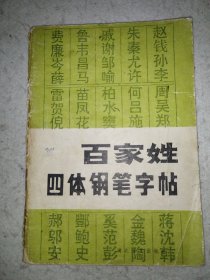 赵钱孙李周吴郑
朱秦尤许何吕施
戚谢邹喻柏水窦
鲁韦昌马苗凤花
费廉岑薛雷贺倪
百家姓
四体钢笔字帖
蒋沈韩
金魏陶
奚范彭
酆鲍史
郝邬安